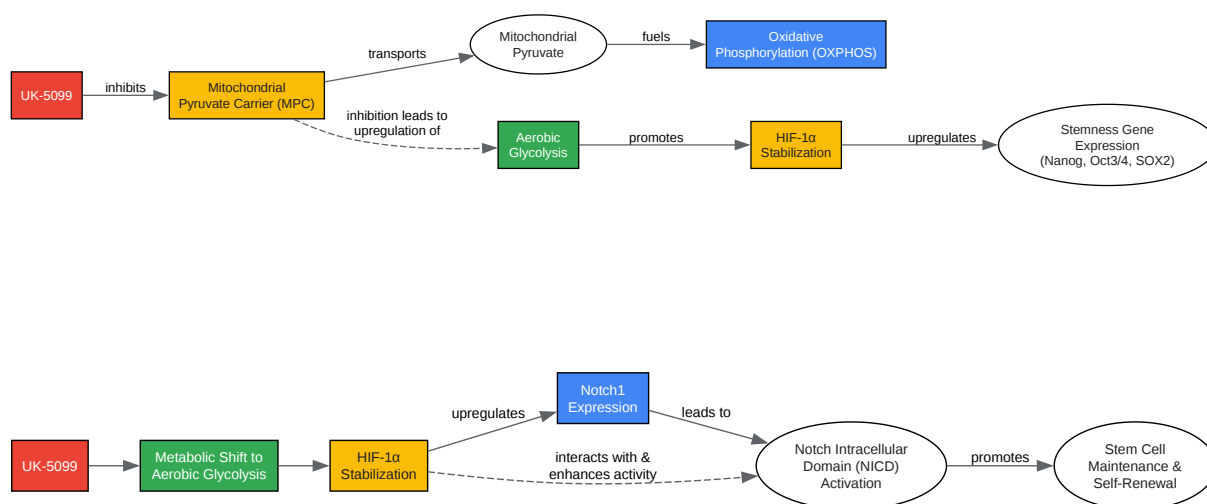 UK-5099
inhibits
Mitochondrial
Pyruvate Carrier (MPC)
transports
Mitochondrial
Pyruvate
fuels
Oxidative
Phosphorylation (OXPHOS)
inhibition leads to
upregulation of
Aerobic
Glycolysis
promotes
HIF-1α
Stabilization
upregulates
Stemness Gene
Expression
(Nanog, Oct3/4, SOX2)
UK-5099
Metabolic Shift to
Aerobic Glycolysis
HIF-1α
Stabilization
upregulates
Notch1
Expression
leads to
interacts with &
enhances activity
Notch Intracellular
Domain (NICD)
Activation
promotes
Stem Cell
Maintenance &
Self-Renewal